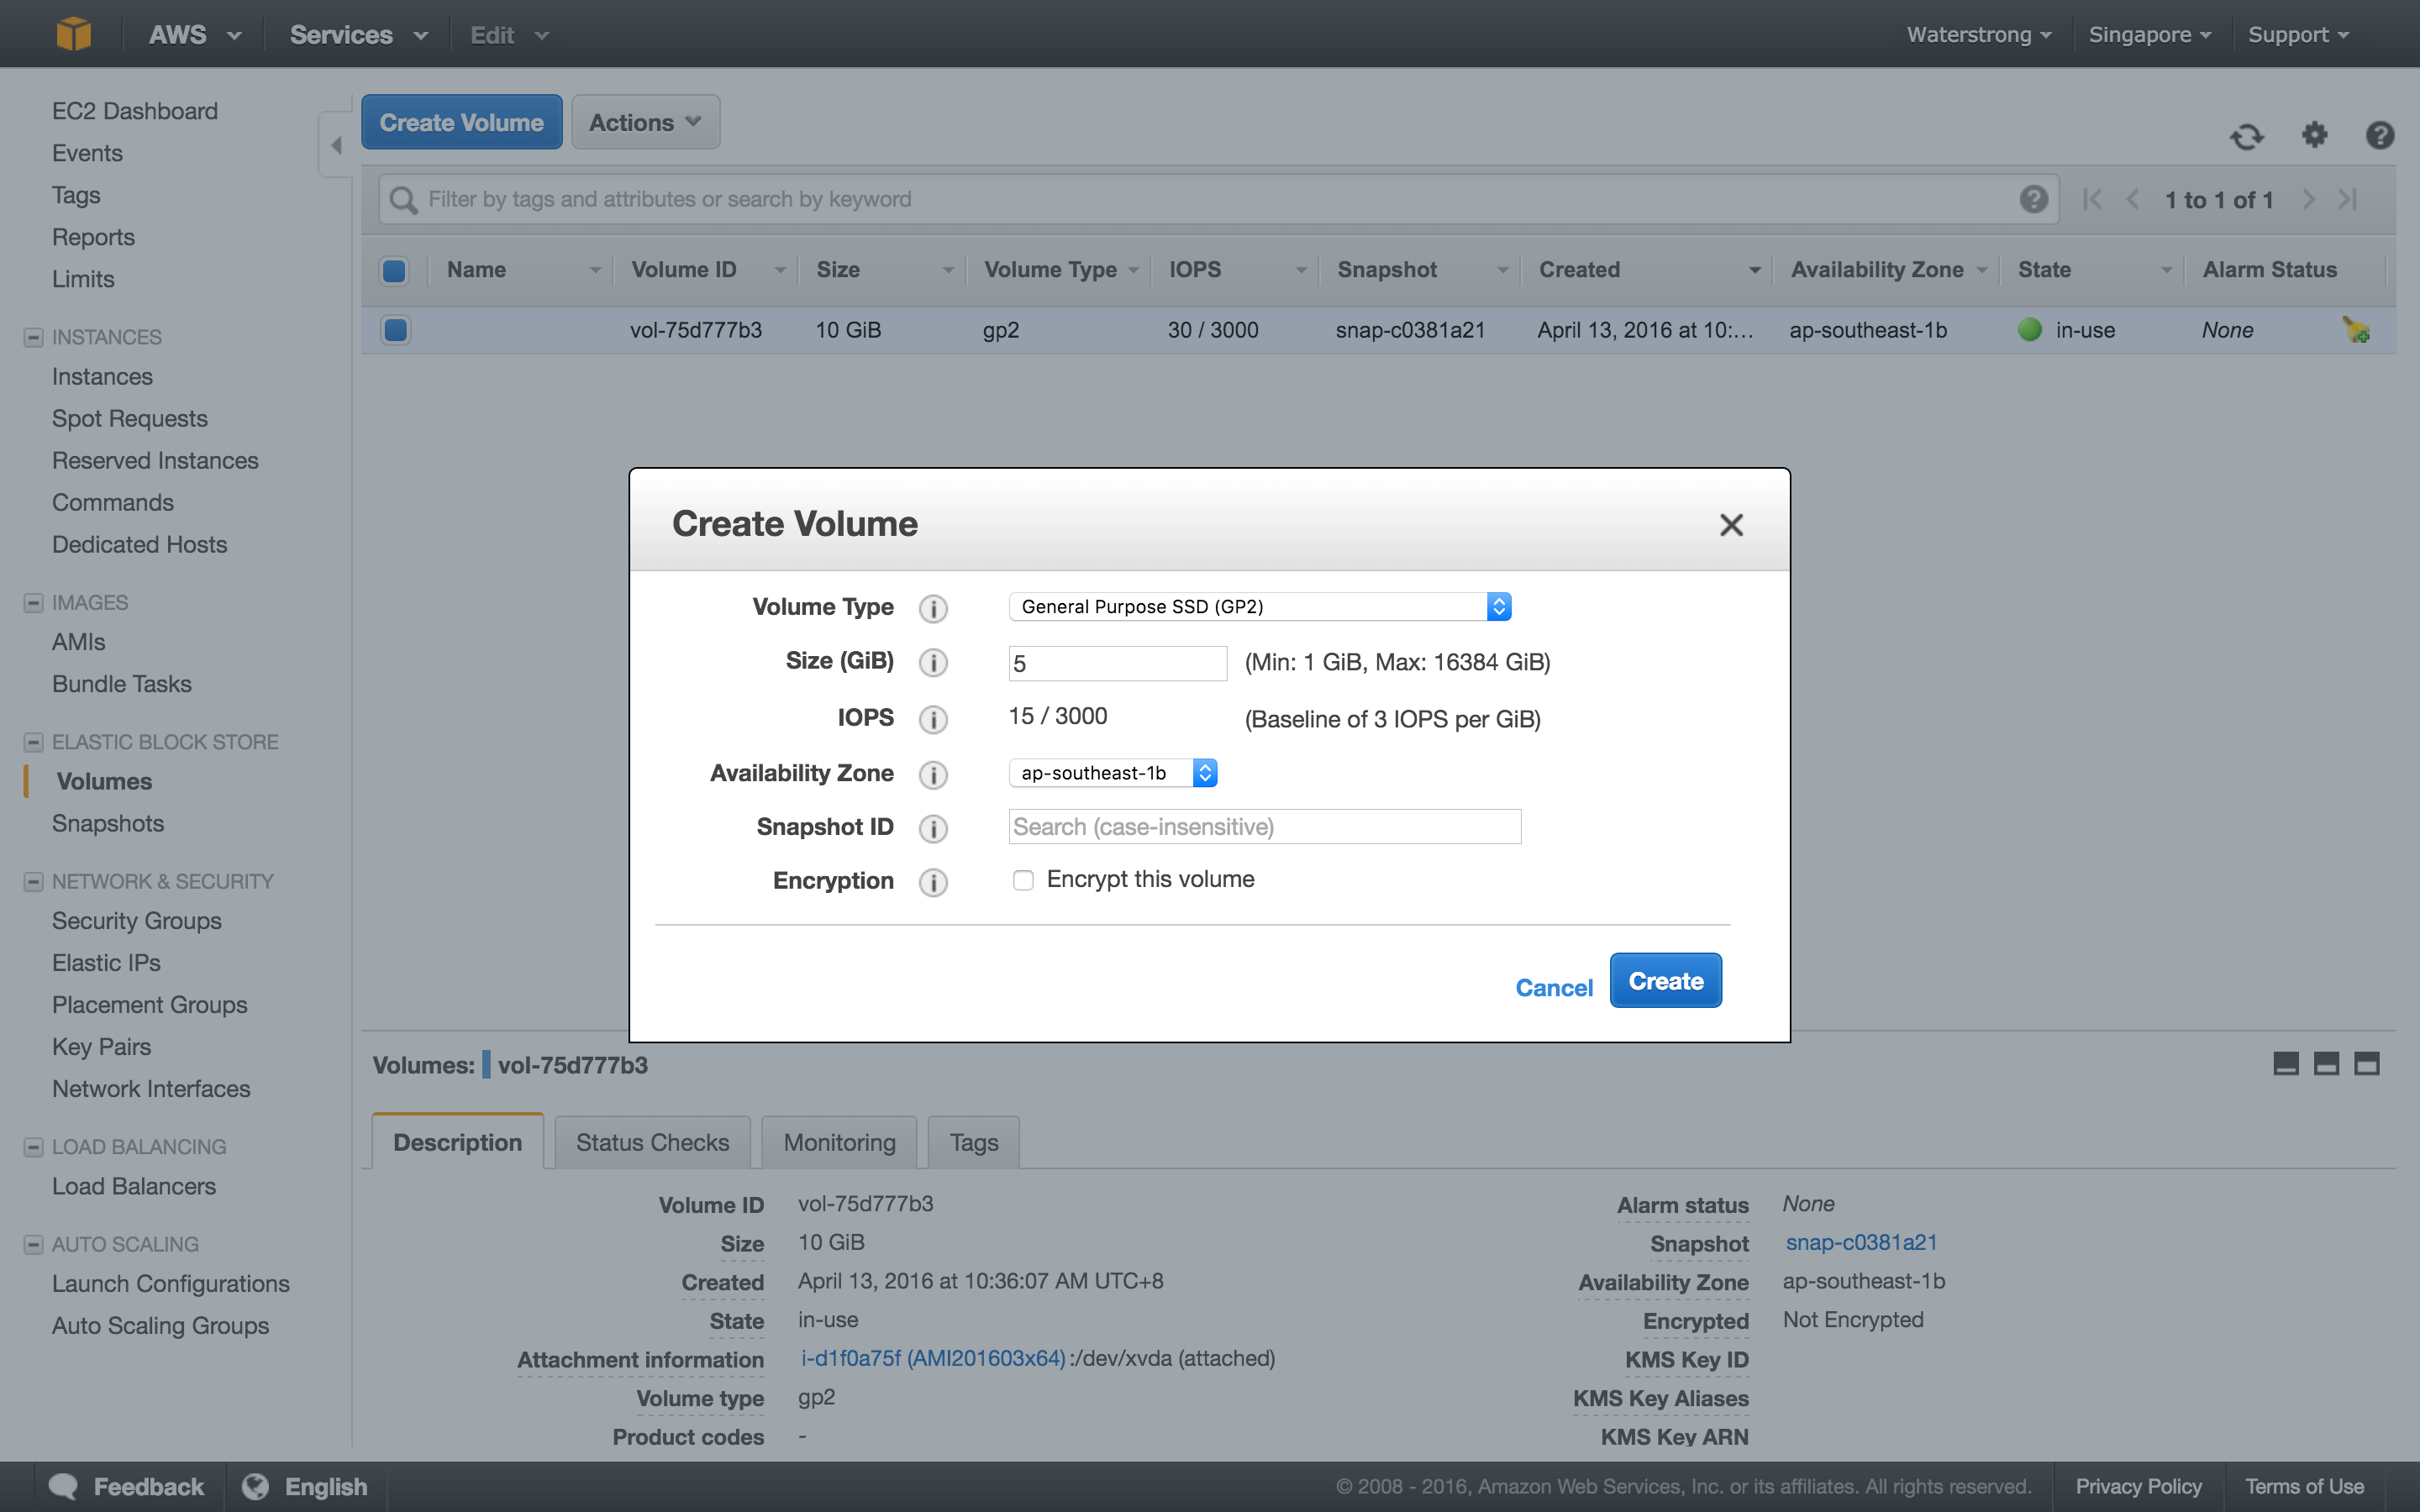 AWS Services Edit Waterstrong Singapore Support
EC2 Dashboard
Events
Tags
Reports
Limits
INSTANCES
Instances
Spot Requests
Reserved Instances
Commands
Dedicated Hosts
IMAGES
AMIs
Bundle Tasks
ELASTIC BLOCK STORE
Volumes
Snapshots
NETWORK & SECURITY
Security Groups
Elastic IPs
Placement Groups
Key Pairs
Network Interfaces
LOAD BALANCING
Load Balancers
AUTO SCALING
Launch Configurations
Auto Scaling Groups
Create Volume Actions
Filter by tags and attributes or search by keyword 1 to 1 of 1
Name Volume ID Size Volume Type IOPS Snapshot Created Availability Zone State Alarm Status
vol-75d777b3 10 GiB gp2 30 / 3000 snap-c0381a21 April 13, 2016 at 10:... ap-southeast-1b in-use None
Create Volume
Volume Type General Purpose SSD (GP2)
Size (GiB) 5 (Min: 1 GiB, Max: 16384 GiB)
IOPS 15 / 3000 (Baseline of 3 IOPS per GiB)
Availability Zone ap-southeast-1b
Snapshot ID Search (case-insensitive)
Encryption Encrypt this volume
Cancel Create
Volumes: vol-75d777b3
Description Status Checks Monitoring Tags
Volume ID vol-75d777b3 Alarm status None
Size 10 GiB Snapshot snap-c0381a21
Created April 13, 2016 at 10:36:07 AM UTC+8 Availability Zone ap-southeast-1b
State in-use Encrypted Not Encrypted
Attachment information i-d1f0a75f (AMI201603x64):/dev/xvda (attached) KMS Key ID
Volume type gp2 KMS Key Aliases
Product codes - KMS Key ARN
Feedback English © 2008 - 2016, Amazon Web Services, Inc. or its affiliates. All rights reserved. Privacy Policy Terms of Use